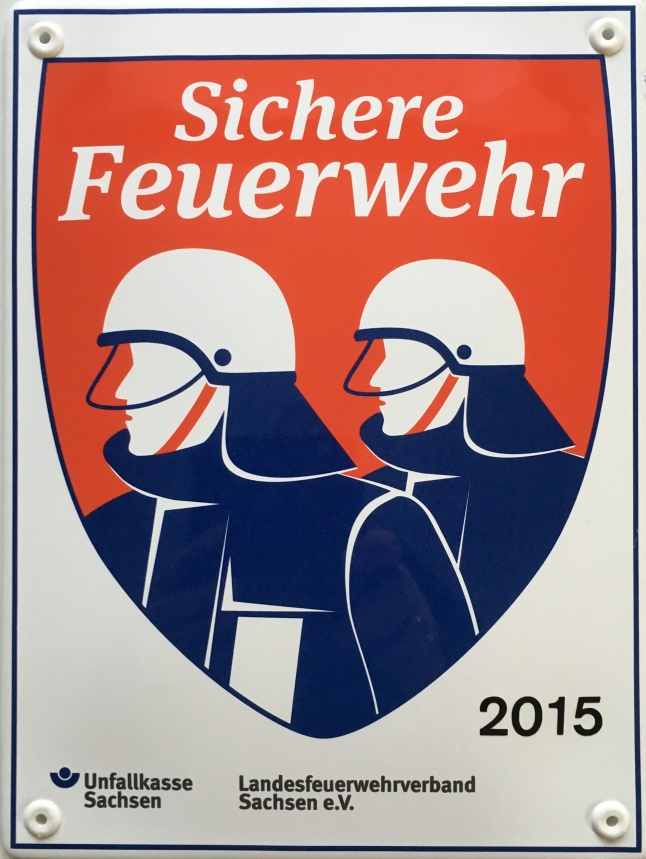 Sichere
Feuerwehr
2015
Unfallkasse
Sachsen
Landesfeuerwehrverband
Sachsen e.V.